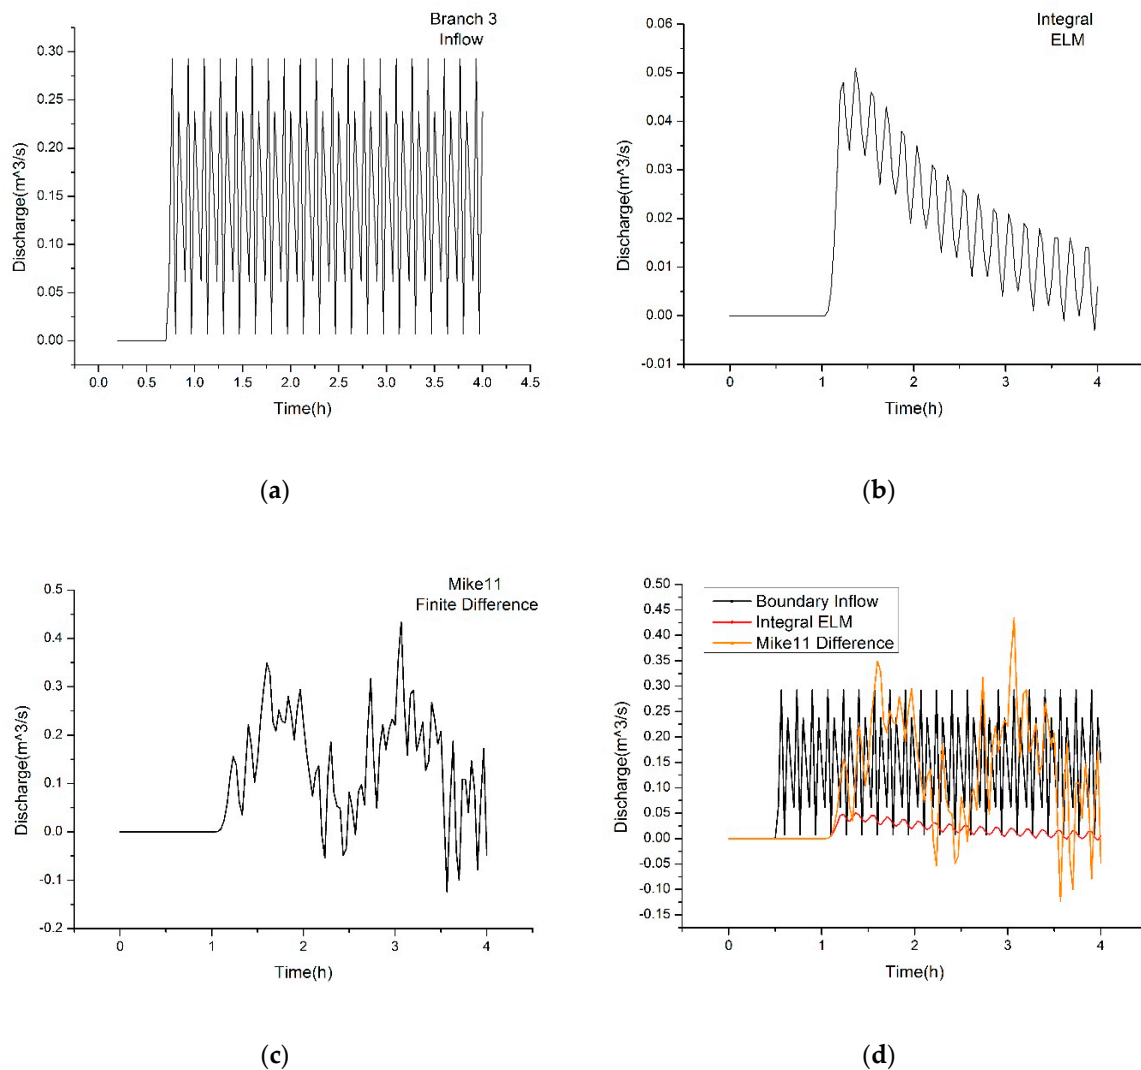 Branch 3
Inflow
0.30
0.25
0.20
0.15
0.10
0.05
0.00
Discharge(m^3/s)
0.0 0.5 1.0 1.5 2.0 2.5 3.0 3.5 4.0 4.5
Time(h)
(a)
Integral
ELM
0.06
0.05
0.04
0.03
0.02
0.01
0.00
-0.01
Discharge(m^3/s)
0 1 2 3 4
Time(h)
(b)
Mike11
Finite Difference
0.5
0.4
0.3
0.2
0.1
0.0
-0.1
-0.2
Discharge(m^3/s)
0 1 2 3 4
Time(h)
(c)
Boundary Inflow
Integral ELM
Mike11 Difference
0.50
0.45
0.40
0.35
0.30
0.25
0.20
0.15
0.10
0.05
0.00
-0.05
-0.10
-0.15
Discharge(m^3/s)
0 1 2 3 4
Time(h)
(d)